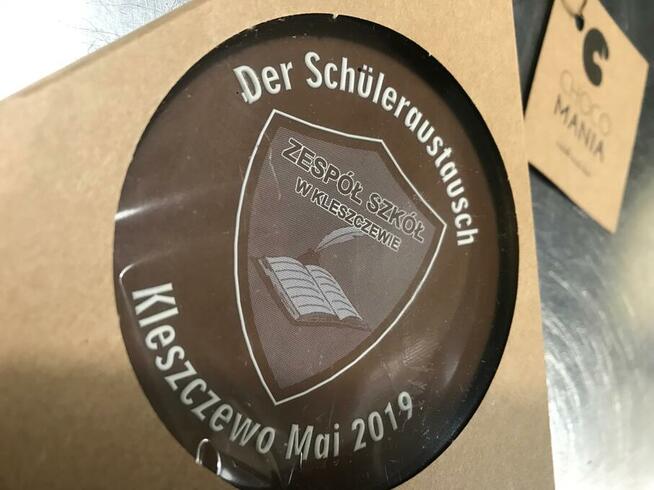 Der Schüleraustausch
ZESPÓŁ SZKÓŁ
W KLESZCZEWIE
Kleszczewo Mai 2019
CHOCO
MANIA